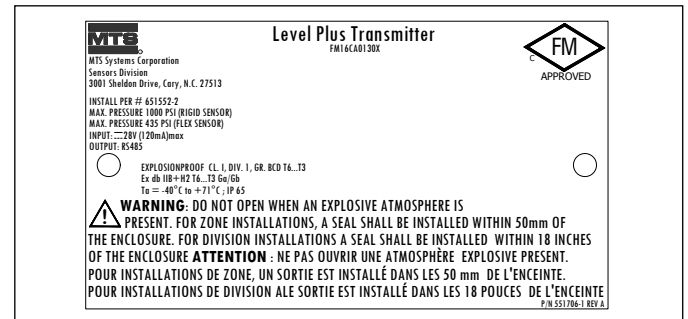 MTS
Level Plus Transmitter
FM16CA0130X
FM
C
APPROVED
MTS Systems Corporation
Sensors Division
3001 Sheldon Drive, Cary, N.C. 27513
INSTALL PER # 651552-2
MAX. PRESSURE 1000 PSI (RIGID SENSOR)
MAX. PRESSURE 435 PSI (FLEX SENSOR)
INPUT: ⎓28V (120mA)max
OUTPUT: RS485
EXPLOSIONPROOF CL. I, DIV. 1, GR. BCD T6...T3
Ex db IIB+H2 T6...T3 Ga/Gb
Ta = -40°C to +71°C ; IP 65
WARNING: DO NOT OPEN WHEN AN EXPLOSIVE ATMOSPHERE IS
PRESENT. FOR ZONE INSTALLATIONS, A SEAL SHALL BE INSTALLED WITHIN 50mm OF
THE ENCLOSURE. FOR DIVISION INSTALLATIONS A SEAL SHALL BE INSTALLED WITHIN 18 INCHES
OF THE ENCLOSURE ATTENTION : NE PAS OUVRIR UNE ATMOSPHÈRE EXPLOSIVE PRESENT.
POUR INSTALLATIONS DE ZONE, UN SORTIE EST INSTALLÉ DANS LES 50 mm DE L'ENCEINTE.
POUR INSTALLATIONS DE DIVISION ALE SORTIE EST INSTALLÉ DANS LES 18 POUCES DE L'ENCEINTE
P/N 551706-1 REV A